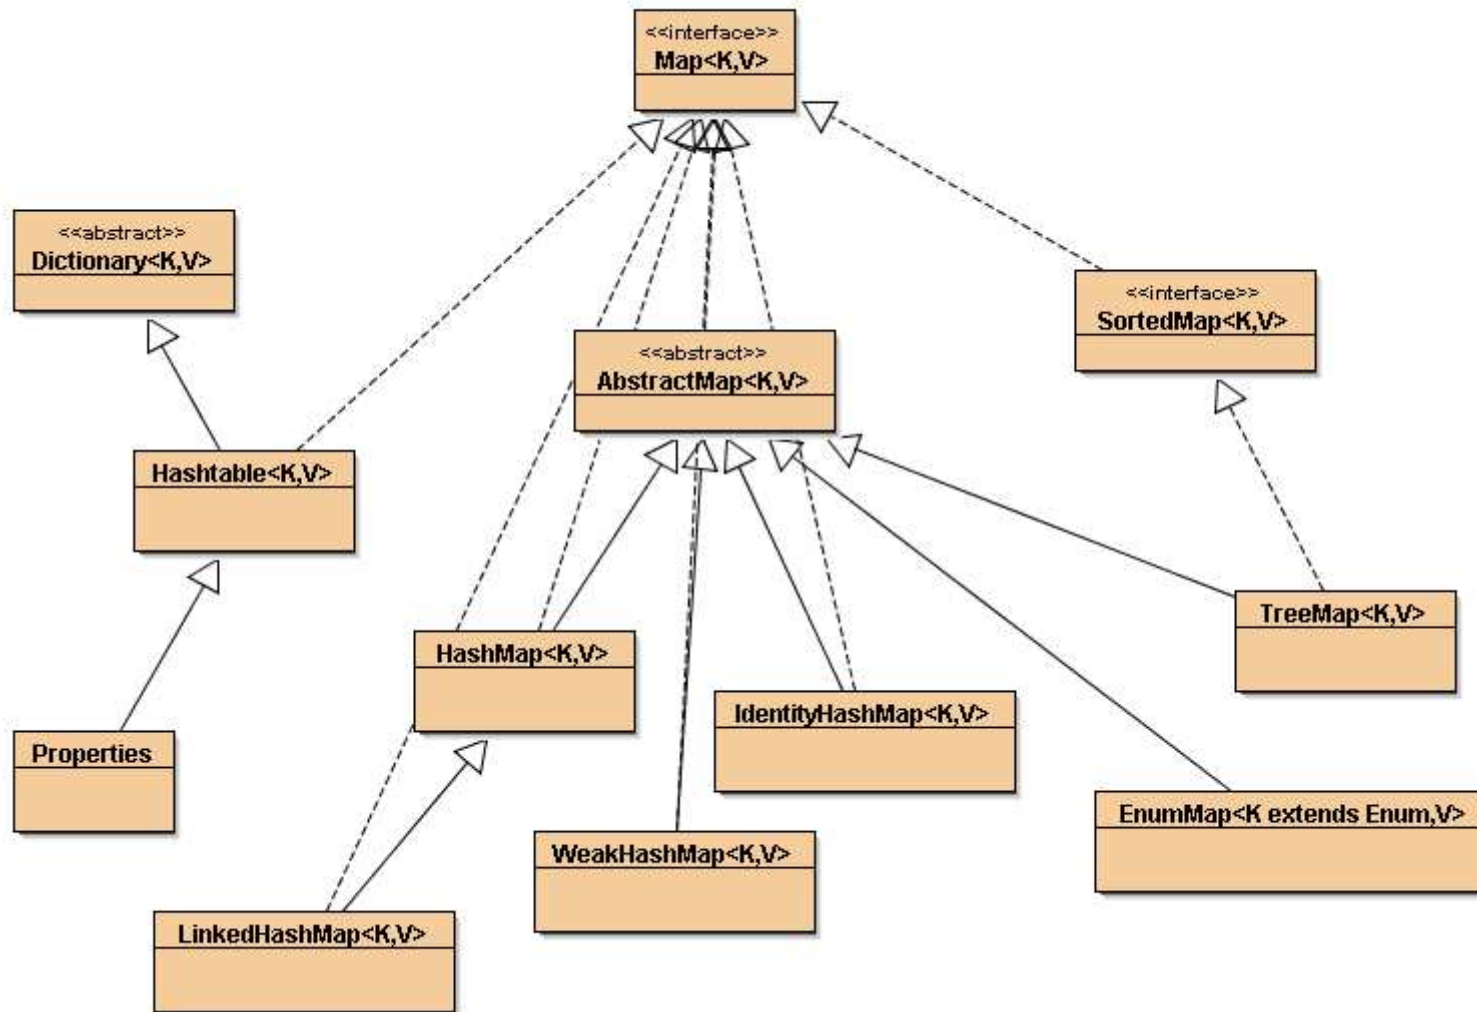 <<interface>>
Map<K,V>
<<abstract>>
Dictionary<K,V>
<<interface>>
SortedMap<K,V>
<<abstract>>
AbstractMap<K,V>
Hashtable<K,V>
TreeMap<K,V>
HashMap<K,V>
IdentityHashMap<K,V>
Properties
EnumMap<K extends Enum,V>
WeakHashMap<K,V>
LinkedHashMap<K,V>